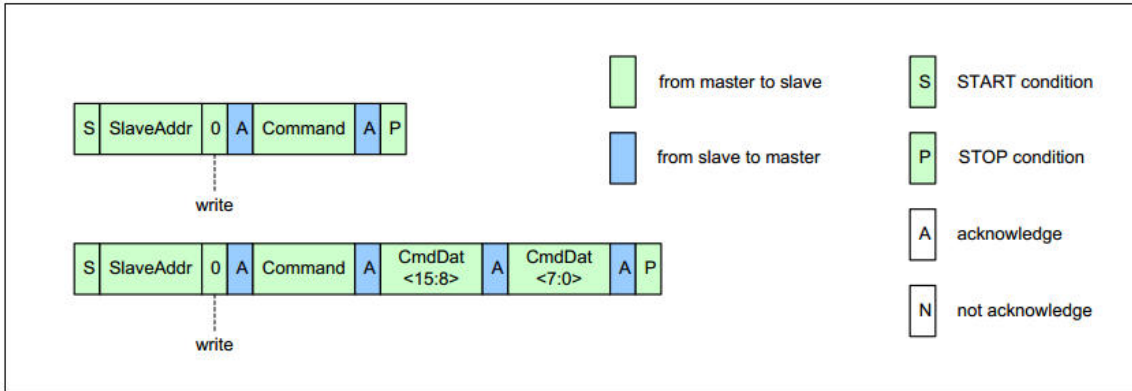 S SlaveAddr 0 A Command A P
write
S SlaveAddr 0 A Command A CmdDat <15:8> A CmdDat <7:0> A P
write
from master to slave
from slave to master
S START condition
P STOP condition
A acknowledge
N not acknowledge